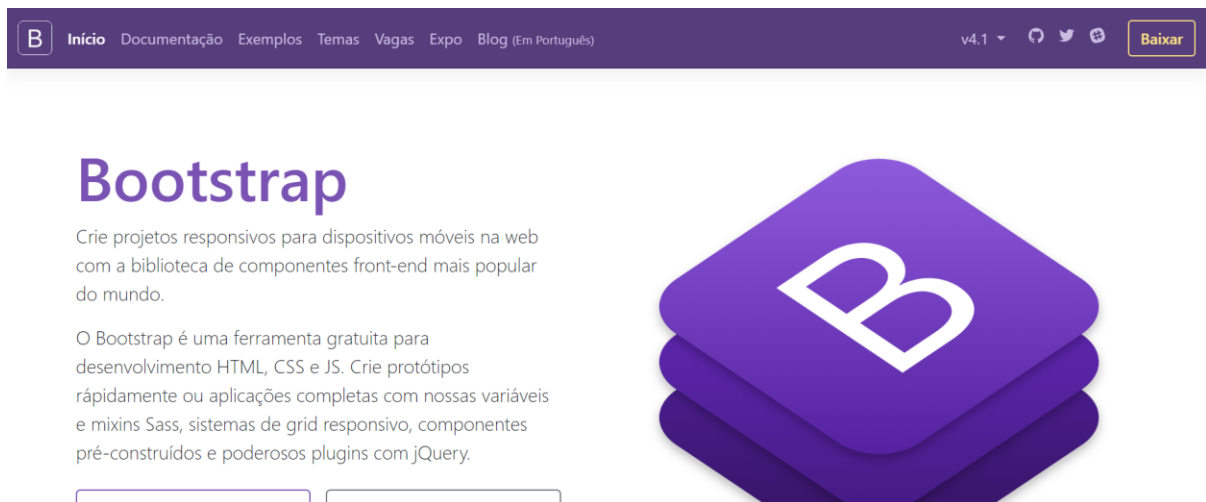 B Início Documentação Exemplos Temas Vagas Expo Blog (Em Português) v4.1 Baixar
Bootstrap
Crie projetos responsivos para dispositivos móveis na web
com a biblioteca de componentes front-end mais popular
do mundo.
O Bootstrap é uma ferramenta gratuita para
desenvolvimento HTML, CSS e JS. Crie protótipos
rápidamente ou aplicações completas com nossas variáveis
e mixins Sass, sistemas de grid responsivo, componentes
pré-construídos e poderosos plugins com jQuery.
B